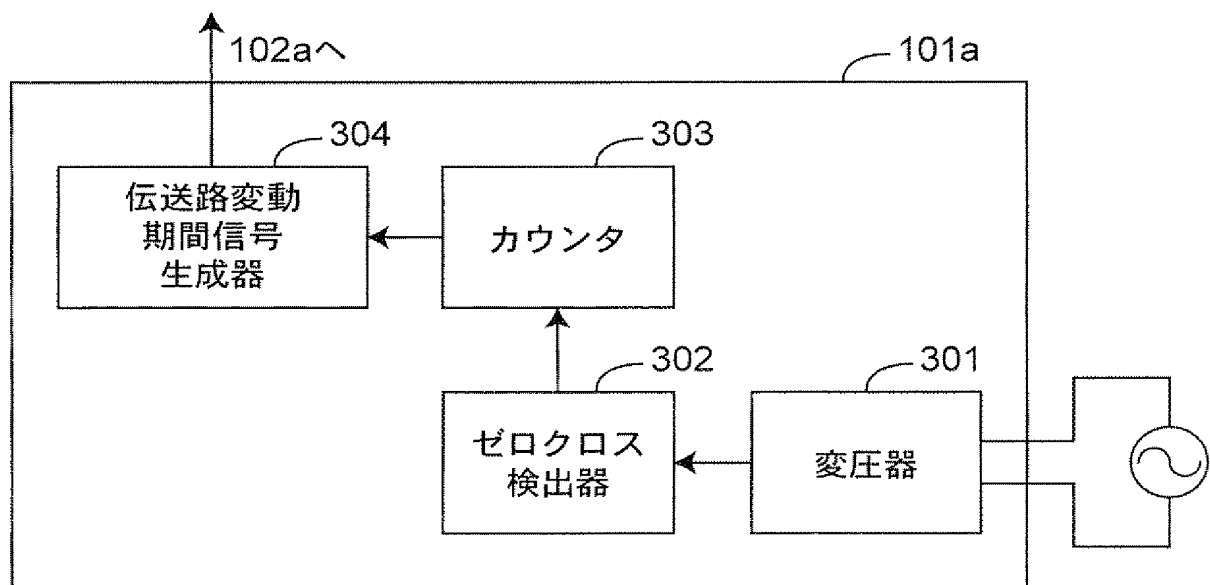 102aへ
101a
304
303
伝送路変動
期間信号
生成器
カウンタ
302
301
ゼロクロス
検出器
変圧器